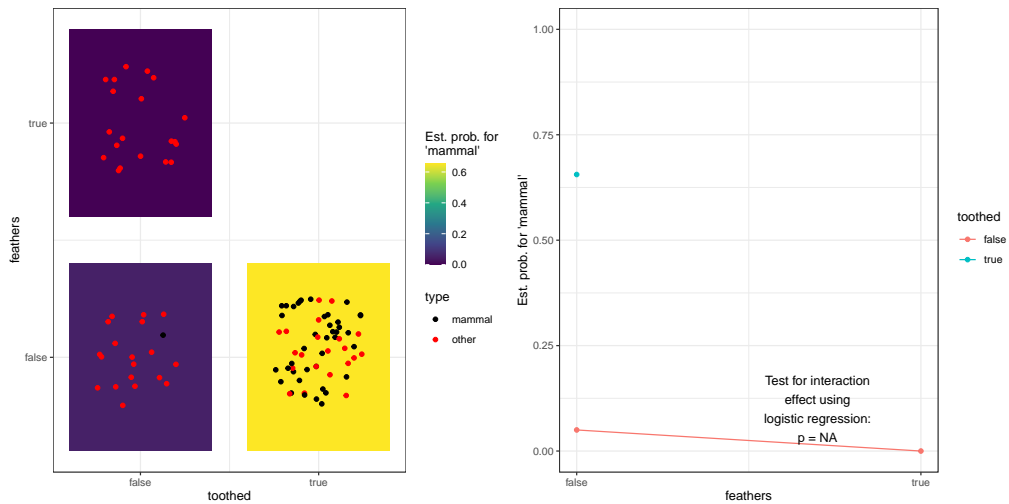 feathers
true
false
false
true
toothed
Est. prob. for
'mammal'
0.6
0.4
0.2
0.0
type
mammal
other
Est. prob. for 'mammal'
1.00
0.75
0.50
0.25
0.00
Test for interaction
effect using
logistic regression:
p = NA
false
true
feathers
toothed
false
true